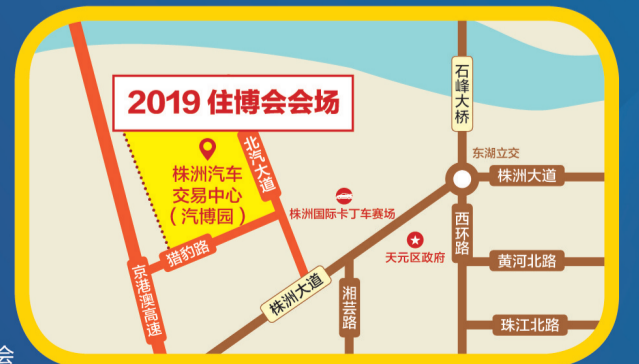 2019 住博会会场
石峰大桥
北汽大道
株洲汽车
交易中心
（汽博园）
东湖立交
株洲大道
株洲国际卡丁车赛场
西环路
天元区政府
猎豹路
黄河北路
京港澳高速
株洲大道
湘芸路
珠江北路
会